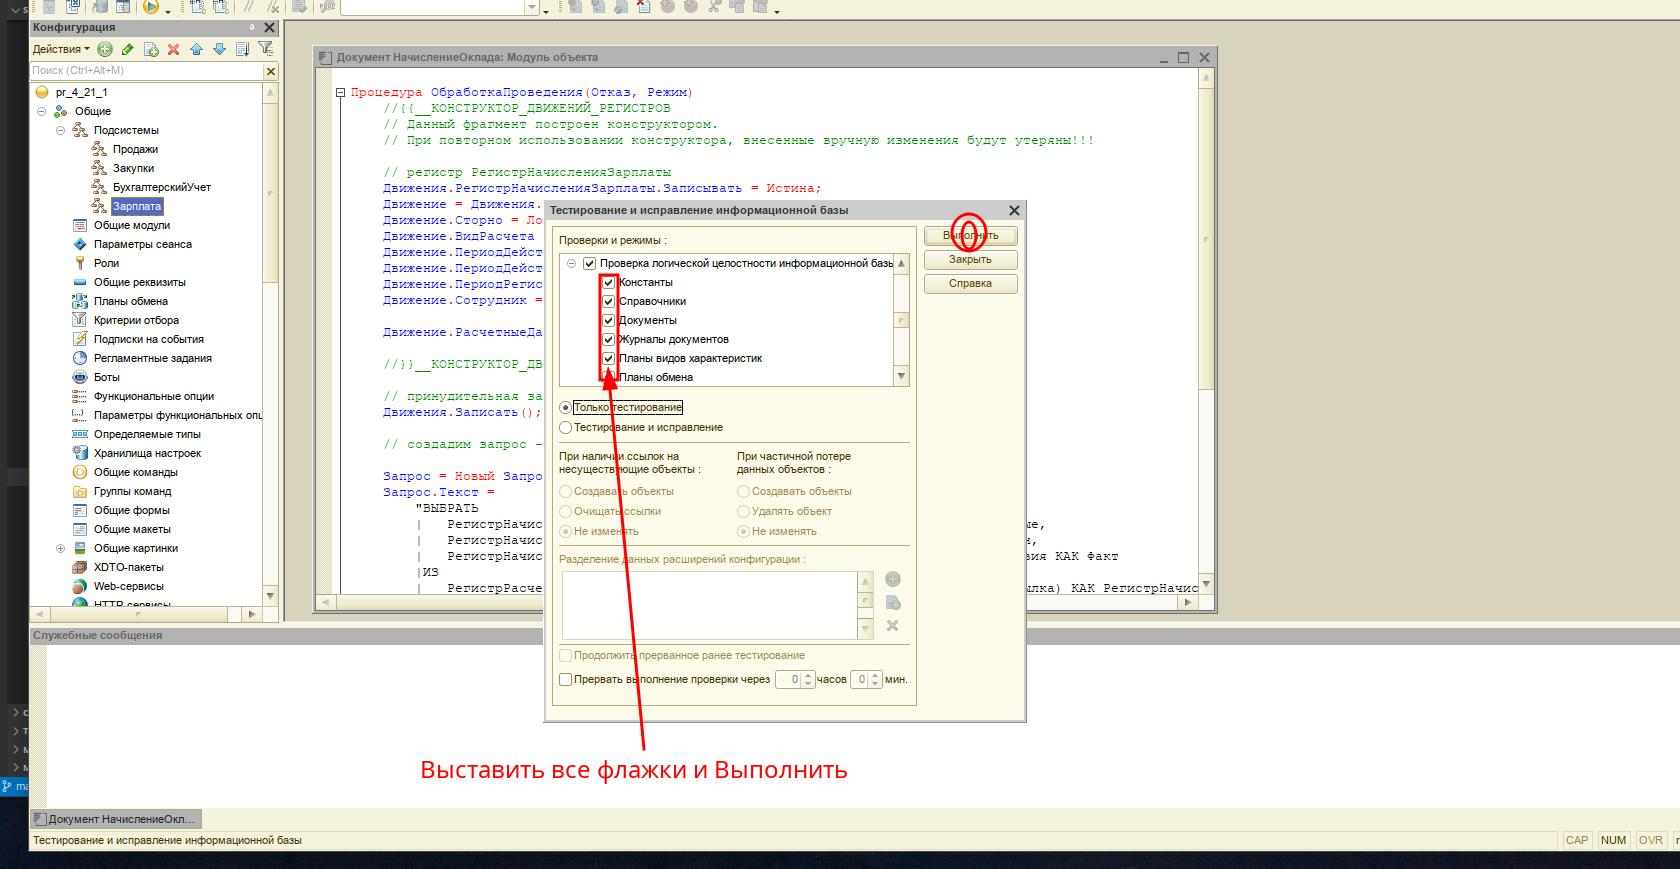 Конфигурация
Действия
Поиск (Ctrl+Alt+M)
pr_4_21_1
Общие
Подсистемы
Продажи
Закупки
БухгалтерскийУчет
Зарплата
Общие модули
Параметры сеанса
Роли
Общие реквизиты
Планы обмена
Критерии отбора
Подписки на события
Регламентные задания
Боты
Функциональные опции
Параметры функциональных опц
Определяемые типы
Хранилища настроек
Общие команды
Группы команд
Общие формы
Общие макеты
Общие картинки
XDTO-пакеты
Web-сервисы
HTTP-сервисы
Документ НачислениеОклада: Модуль объекта
Процедура ОбработкаПроведения(Отказ, Режим)
//{{__КОНСТРУКТОР_ДВИЖЕНИЙ_РЕГИСТРОВ
// Данный фрагмент построен конструктором.
// При повторном использовании конструктора, внесенные вручную изменения будут утеряны!!!
// регистр РегистрНачисленияЗарплаты
Движения.РегистрНачисленияЗарплаты.Записывать = Истина;
Движение = Движения.
Движение.Сторно = Ло
Движение.ВидРасчета
Движение.ПериодДейст
Движение.ПериодДейст
Движение.ПериодРегис
Движение.Сотрудник =
Движение.РасчетныеДа
//}}__КОНСТРУКТОР_ДВ
// принудительная за
Движения.Записать();
// создадим запрос -
Запрос = Новый Запро
Запрос.Текст =
"ВЫБРАТЬ
| РегистрНачис
| РегистрНачис
| РегистрНачис
вия КАК Факт
|ИЗ
| РегистрРасче
ылка) КАК РегистрНачис
Тестирование и исправление информационной базы
Проверки и режимы :
Проверка логической целостности информационной базы
Константы
Справочники
Документы
Журналы документов
Планы видов характеристик
Планы обмена
Только тестирование
Тестирование и исправление
При наличии ссылок на
несуществующие объекты :
Создавать объекты
Очищать ссылки
Не изменять
При частичной потере
данных объектов :
Создавать объекты
Удалять объект
Не изменять
Разделение данных расширений конфигурации :
Продолжить прерванное ранее тестирование
Прервать выполнение проверки через 0 часов 0 мин.
Выполнить
Закрыть
Справка
Служебные сообщения
Выставить все флажки и Выполнить
Документ НачислениеОкл...
Тестирование и исправление информационной базы
CAP NUM OVR